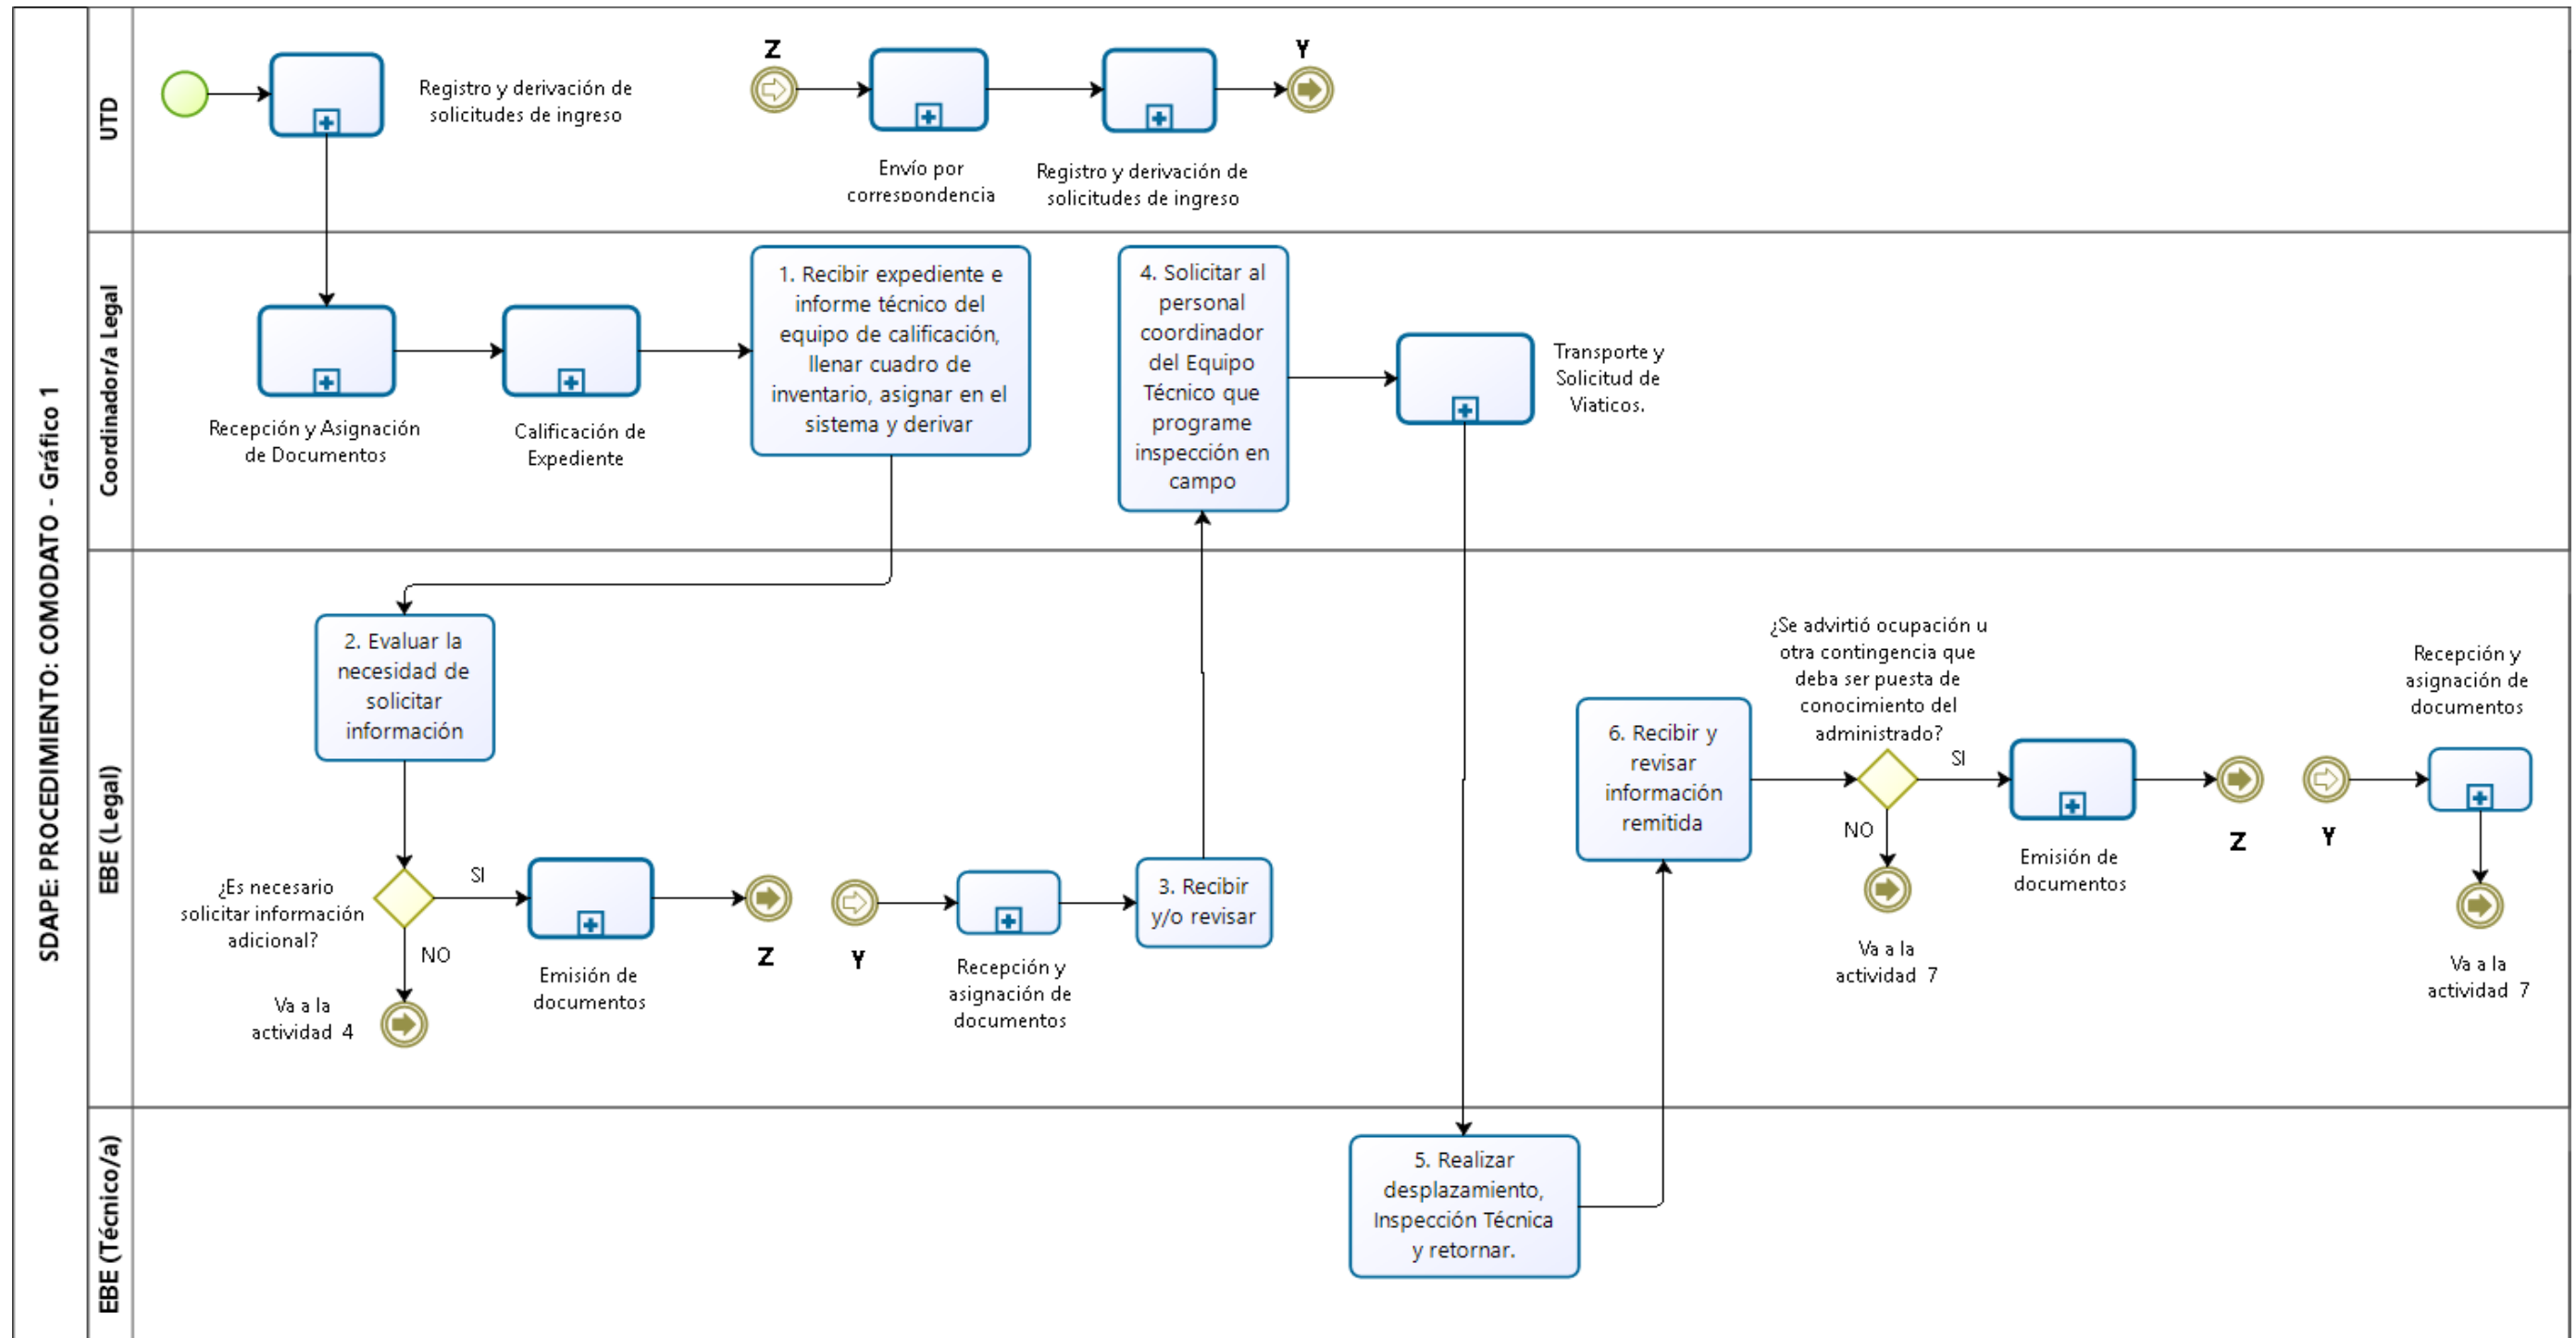 SDAPE: PROCEDIMIENTO: COMODATO - Gráfico 1
UTD
Registro y derivación de
solicitudes de ingreso
Z
Envío por
correspondencia
Registro y derivación de
solicitudes de ingreso
Y
Coordinador/a Legal
Recepción y Asignación
de Documentos
Calificación de
Expediente
1. Recibir expediente e
informe técnico del
equipo de calificación,
llenar cuadro de
inventario, asignar en el
sistema y derivar
4. Solicitar al
personal
coordinador
del Equipo
Técnico que
programe
inspección en
campo
Transporte y
Solicitud de
Viaticos.
EBE (Legal)
2. Evaluar la
necesidad de
solicitar
información
¿Es necesario
solicitar información
adicional?
SI
NO
Va a la
actividad 4
Emisión de
documentos
Z
Y
Recepción y
asignación de
documentos
3. Recibir
y/o revisar
6. Recibir y
revisar
información
remitida
¿Se advirtió ocupación u
otra contingencia que
deba ser puesta de
conocimiento del
administrado?
SI
NO
Va a la
actividad 7
Emisión de
documentos
Z
Y
Recepción y
asignación de
documentos
Va a la
actividad 7
EBE (Técnico/a)
5. Realizar
desplazamiento,
Inspección Técnica
y retornar.